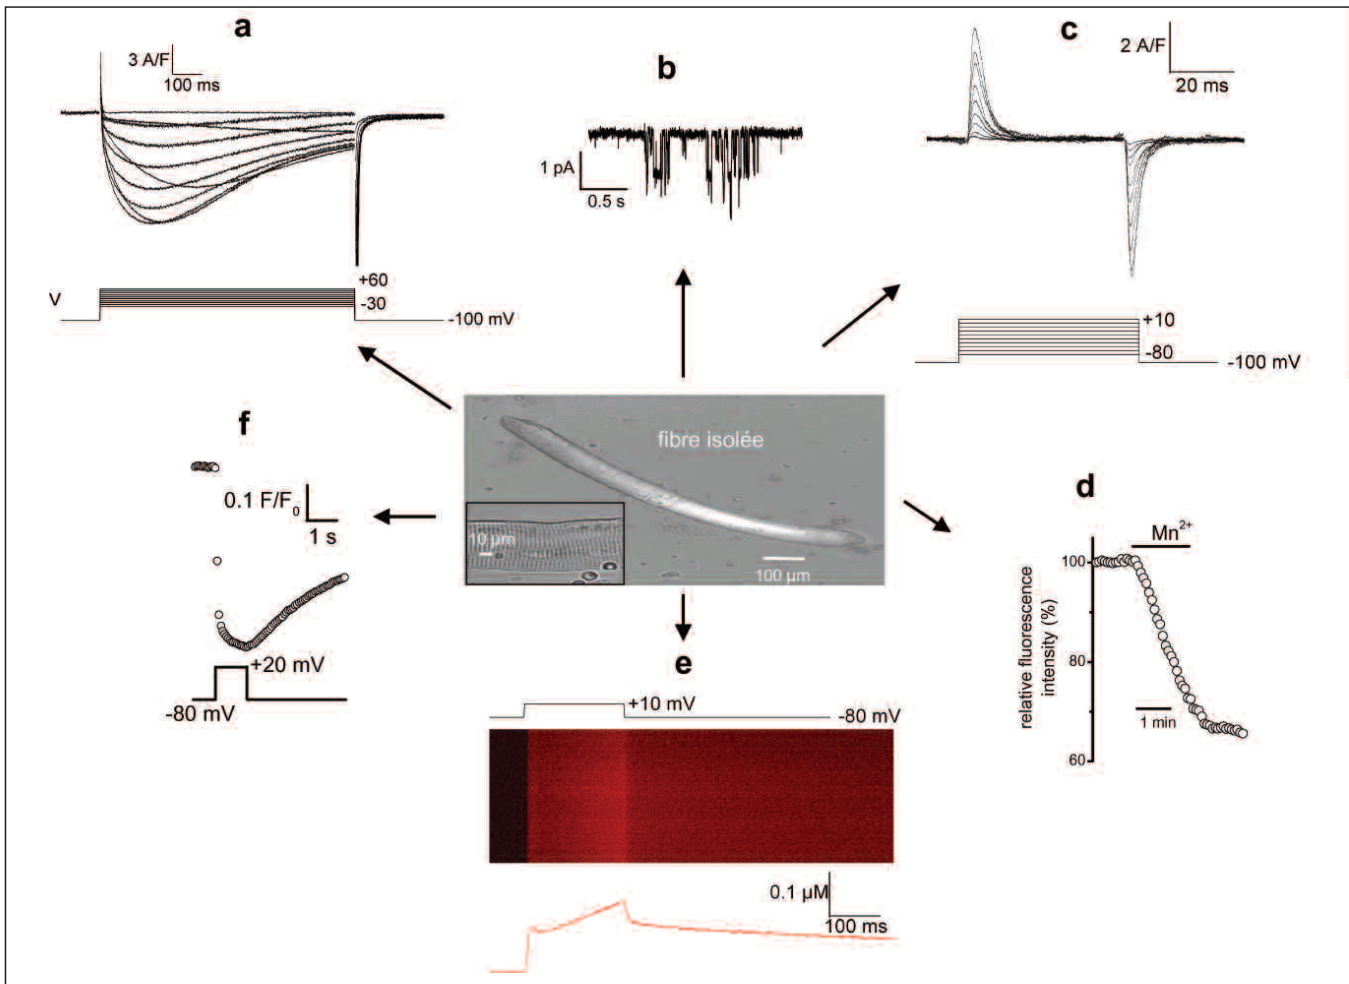 a
3 A/F
100 ms
V
+60
-30
-100 mV
b
1 pA
0.5 s
c
2 A/F
20 ms
+10
-80
-100 mV
fibre isolée
10 µm
100 µm
f
0.1 F/F0
1 s
+20 mV
-80 mV
d
Mn2+
relative fluorescence
intensity (%)
100
80
60
1 min
e
+10 mV
-80 mV
0.1 µM
100 ms